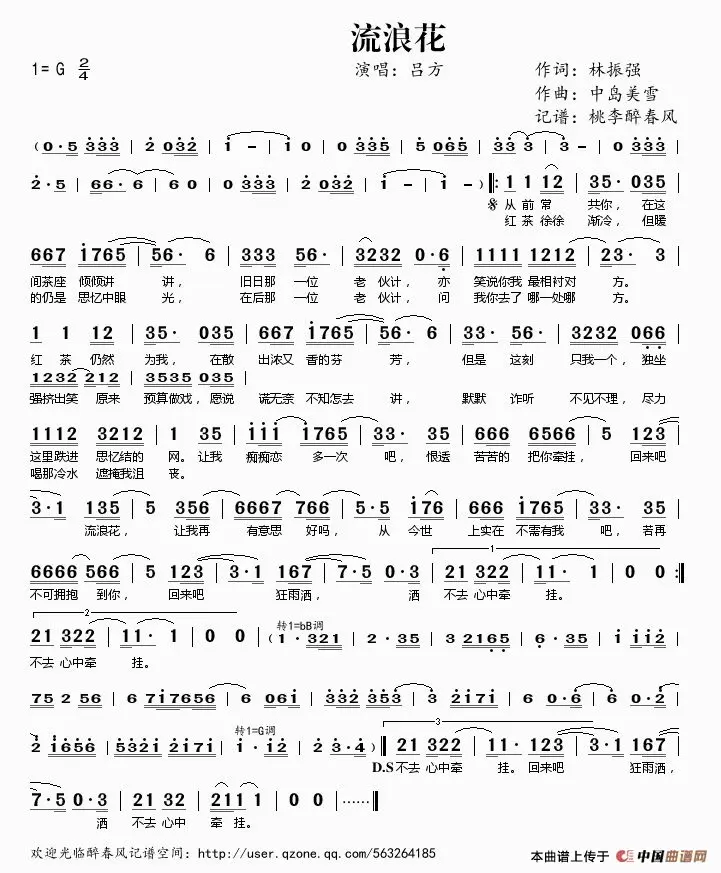 流浪花
1=G 2/4 演唱：吕方 作词：林振强
作曲：中岛美雪
记谱：桃李醉春风
(0·5 333 | 2 032 | 1 - | 1 0 | 0 333 | 5·335 | 33 3 | 3 - | 0 333 |
2·5 | 66·6 | 6 0 | 0 333 | 2 032 | 1 - | 1 - ) 𝄋 ‖: 1 1 12 | 35· 035 |
从前常 共你，在这
红茶徐徐 渐冷，但暖
667 1765 | 56· 6 | 333 56· | 3232 0·6 | 1111 1212 | 23· 3 |
间茶座 倾倾讲 讲， 旧日那 一位 老 伙计， 亦 笑说你我 最相衬对 方。
的仍是 思忆中眼 光， 在后那 一位 老 伙计， 问 我你去了 哪一处哪 方。
1 1 12 | 35· 035 | 667 1765 | 56· 6 | 33· 56· | 3232 066 |
红 茶 仍然 为我， 在散 出浓又 香的芬 芳， 但是 这刻 只我一个，独坐
1232 212 | 3535 035 |
强挤出笑 原来 预算做戏，愿说 谎无奈 不知怎去 讲， 默默 诈听 不见不理，尽力
1112 3212 | 1 35 | 111 1765 | 33· 35 | 666 6566 | 5 123 |
这里跌进 思忆结的 网。让我 痴痴恋 多一次 吧，恨透 苦苦的 把你牵挂， 回来吧
喝那冷水 遮掩我沮 丧。
3·1 135 | 5 135 | 6667 766 | 5·5 176 | 666 1765 | 33· 35 |
流浪花， 让我再 有意思 好吗， 从 今世 上实在 不需有我 吧，若再
6666 566 | 5 123 | 3·1 167 | 7·5 03 | 21 322 | 11· 1 | 0 0 :‖
不可拥抱 到你， 回来吧 狂雨洒， 洒 不去 心中牵 挂。
21 322 | 11· 1 | 0 0 | 转1=bB调 (1·321 | 2·35 | 3 2165 | 6·35 | 1 112 |
不去 心中牵 挂。
75 2 56 | 6 717656 | 6 061 | 332 353 | 3 2171 | 6 0·6 | 6 0·2 |
2 1656 | 5321 2171 | 转1=G调 1·12 | 2 3·4 ) ‖ 21 322 | 11· 123 | 3·1 167 |
D.S 不去 心中牵 挂。回来吧 狂雨洒，
7·5 0·3 | 21 32 | 211 1 | 0 0 | ······ ‖
洒 不去 心中 牵 挂。
欢迎光临醉春风记谱空间：http://user.qzone.qq.com/563264185 本本曲谱上传于 中国曲谱网